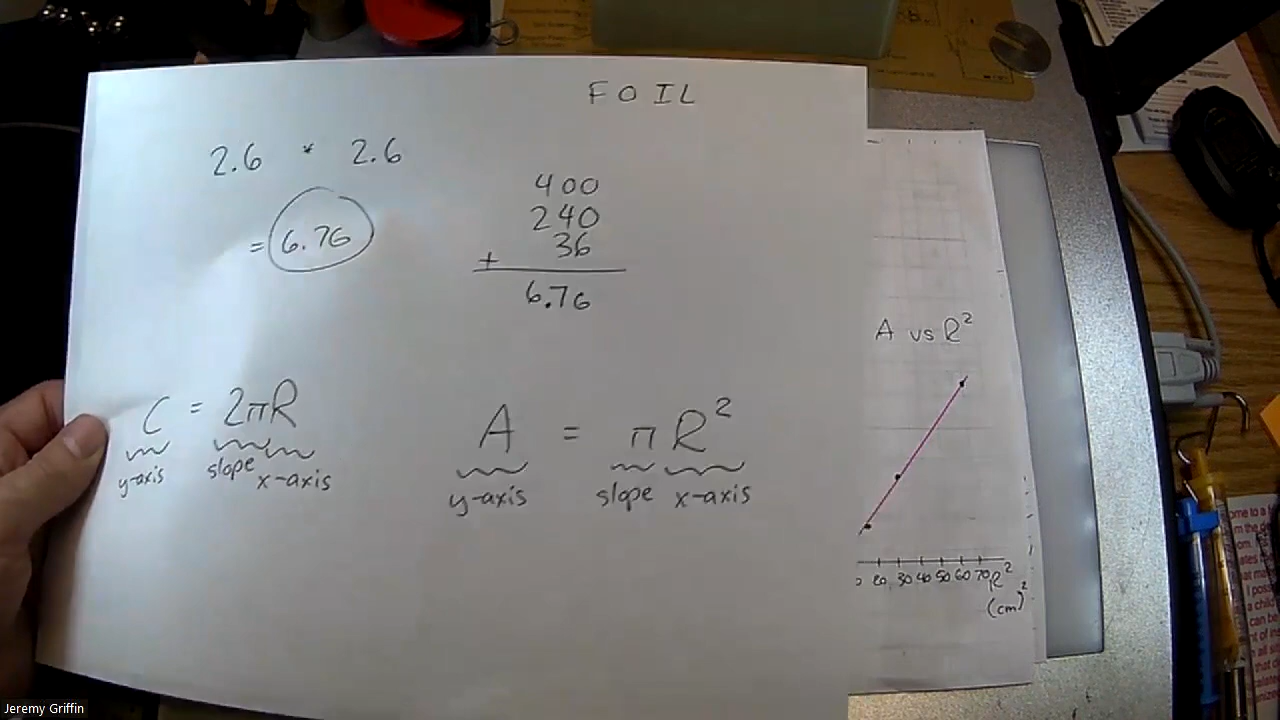 FOIL
2.6 * 2.6
= 6.76
400
240
36
+
6.76
C = 2πR
y-axis slope x-axis
A = πR²
y-axis slope x-axis
A vs R²
20 30 40 50 60 70 R²
(cm)²
Jeremy Griffin